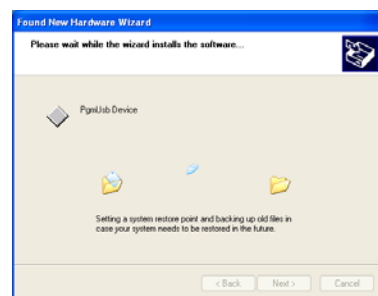 Found New Hardware Wizard
Please wait while the wizard installs the software...
PgmUsb Device
Setting a system restore point and backing up old files in
case your system needs to be restored in the future.
< Back
Next >
Cancel